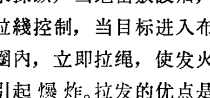 拉綫控制，当目标进入布
圈内，立即拉绳，使发火
引起爆炸。拉发的优点是